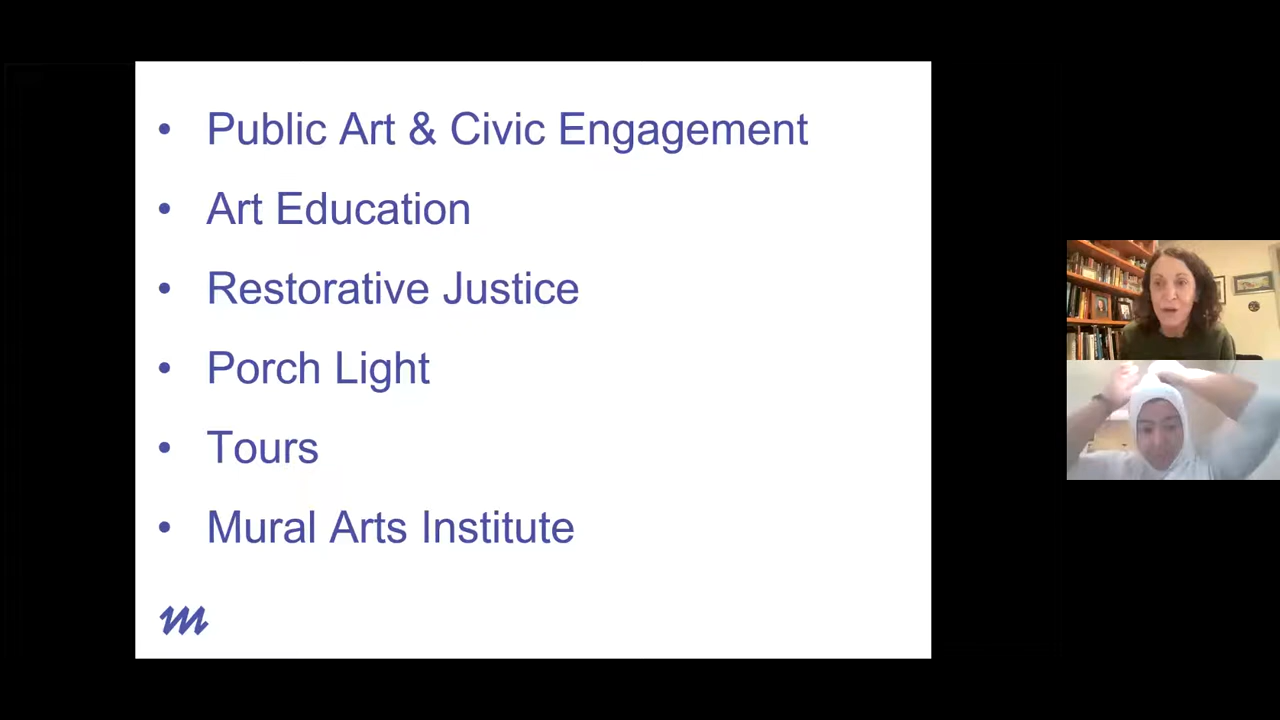 • Public Art & Civic Engagement
• Art Education
• Restorative Justice
• Porch Light
• Tours
• Mural Arts Institute
m